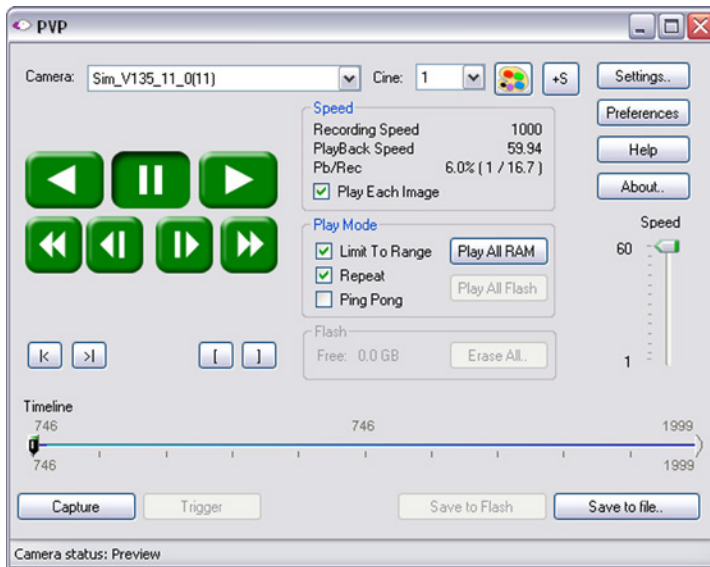 PVP
Camera: Sim_V135_11_0(11) Cine: 1 +S Settings..
Preferences
Help
About..
Speed
Recording Speed 1000
PlayBack Speed 59.94
Pb/Rec 6.0% ( 1 / 16.7 )
Play Each Image
Play Mode
Limit To Range Play All RAM
Repeat
Play All Flash
Ping Pong
Speed
60
1
Flash
Free: 0.0 GB Erase All..
[ ]
Timeline
746 746 1999
746 1999
Capture Trigger Save to Flash Save to file..
Camera status: Preview